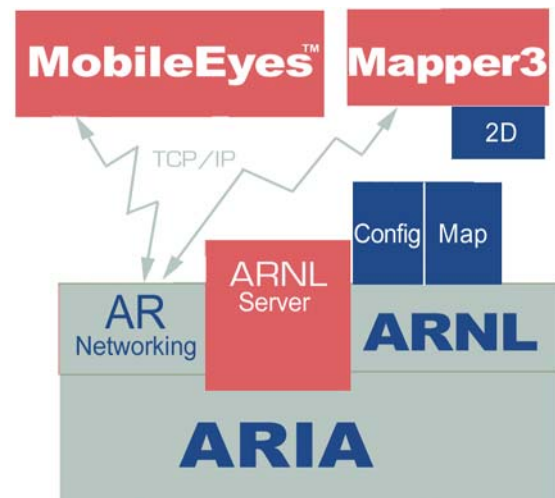 MobileEyes™
Mapper3
2D
TCP/IP
Config
Map
ARNL
Server
AR
Networking
ARNL
ARIA